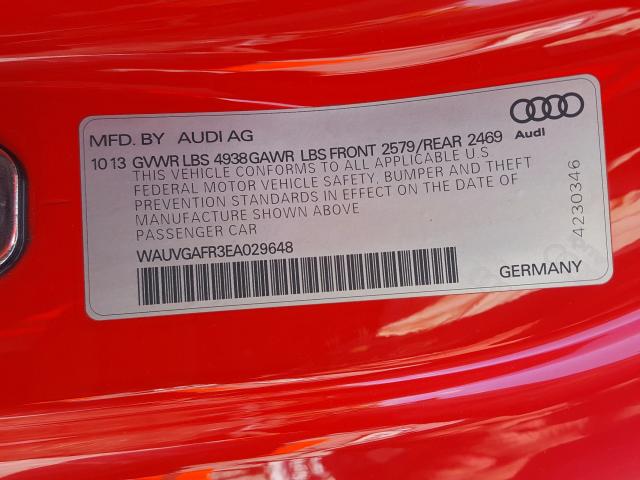 MFD. BY AUDI AG
Audi
10 13 GVWR LBS 4938 GAWR LBS FRONT 2579/REAR 2469
THIS VEHICLE CONFORMS TO ALL APPLICABLE U.S
FEDERAL MOTOR VEHICLE SAFETY, BUMPER AND THEFT
PREVENTION STANDARDS IN EFFECT ON THE DATE OF
MANUFACTURE SHOWN ABOVE
PASSENGER CAR
WAUVGAFR3EA029648
GERMANY
4230346